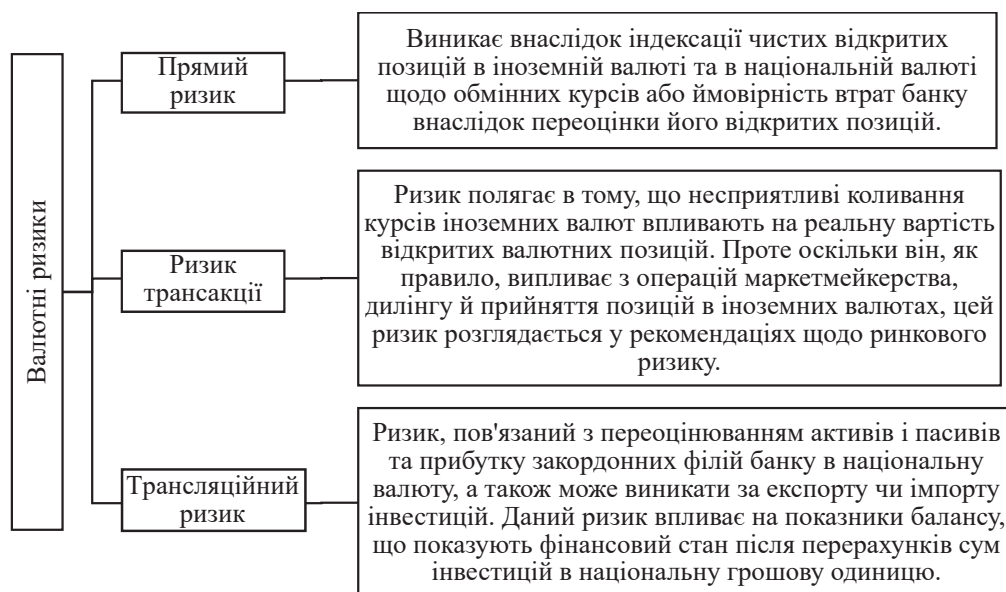 Валютні ризики
Прямий
ризик
Виникає внаслідок індексації чистих відкритих
позицій в іноземній валюті та в національній валюті
щодо обмінних курсів або ймовірність втрат банку
внаслідок переоцінки його відкритих позицій.
Ризик
трансакції
Ризик полягає в тому, що несприятливі коливання
курсів іноземних валют впливають на реальну вартість
відкритих валютних позицій. Проте оскільки він, як
правило, випливає з операцій маркетмейкерства,
дилінгу й прийняття позицій в іноземних валютах, цей
ризик розглядається у рекомендаціях щодо ринкового
ризику.
Трансляційний
ризик
Ризик, пов'язаний з переоцінюванням активів і пасивів
та прибутку закордонних філій банку в національну
валюту, а також може виникати за експорту чи імпорту
інвестицій. Даний ризик впливає на показники балансу,
що показують фінансовий стан після перерахунків сум
інвестицій в національну грошову одиницю.